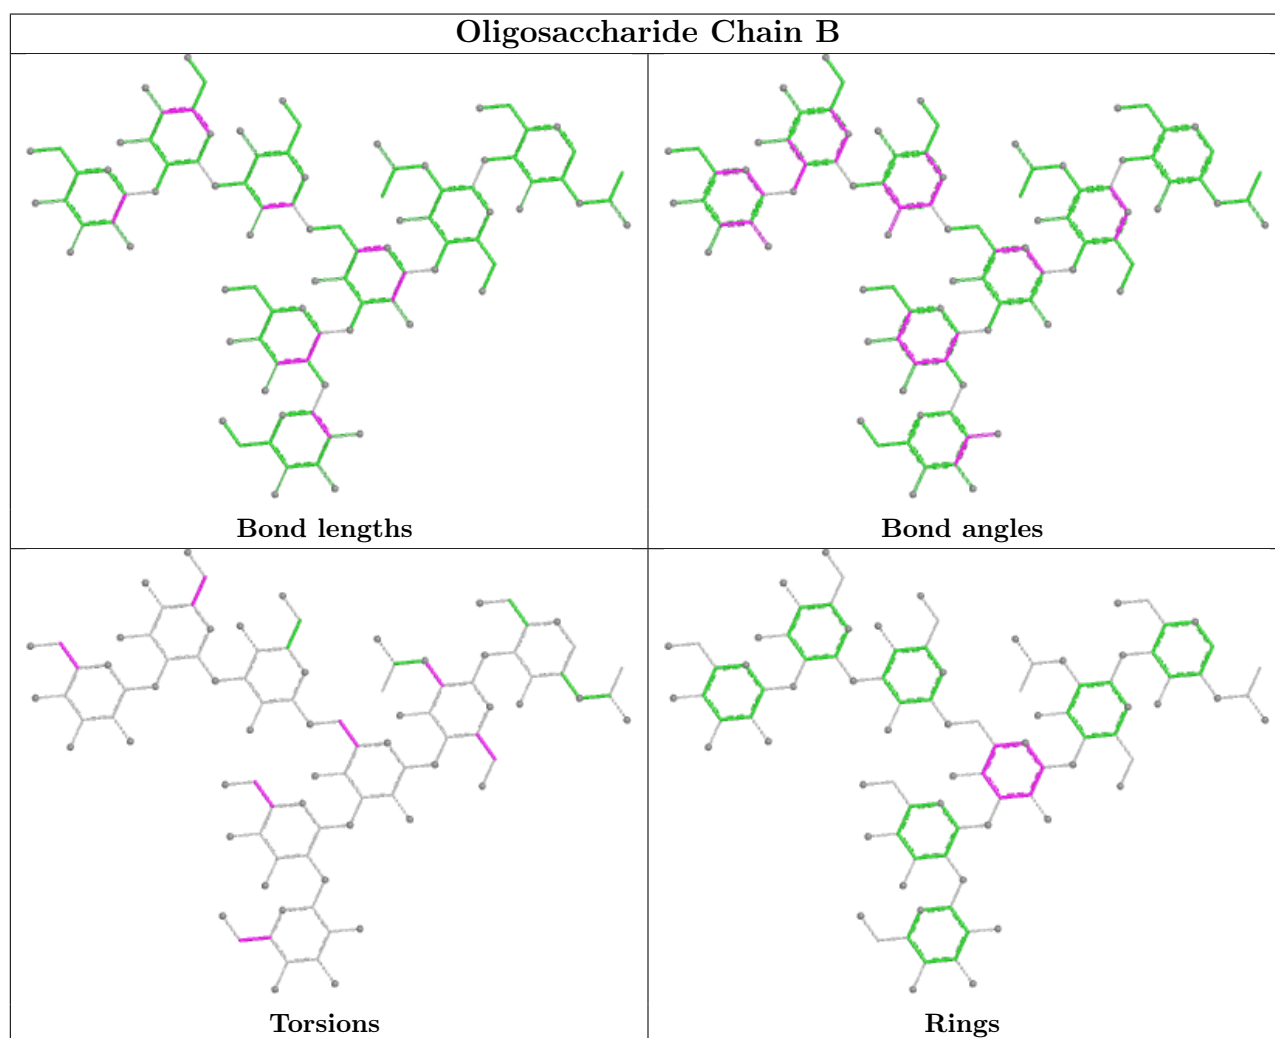 Oligosaccharide Chain B
Bond lengths
Bond angles
Torsions
Rings